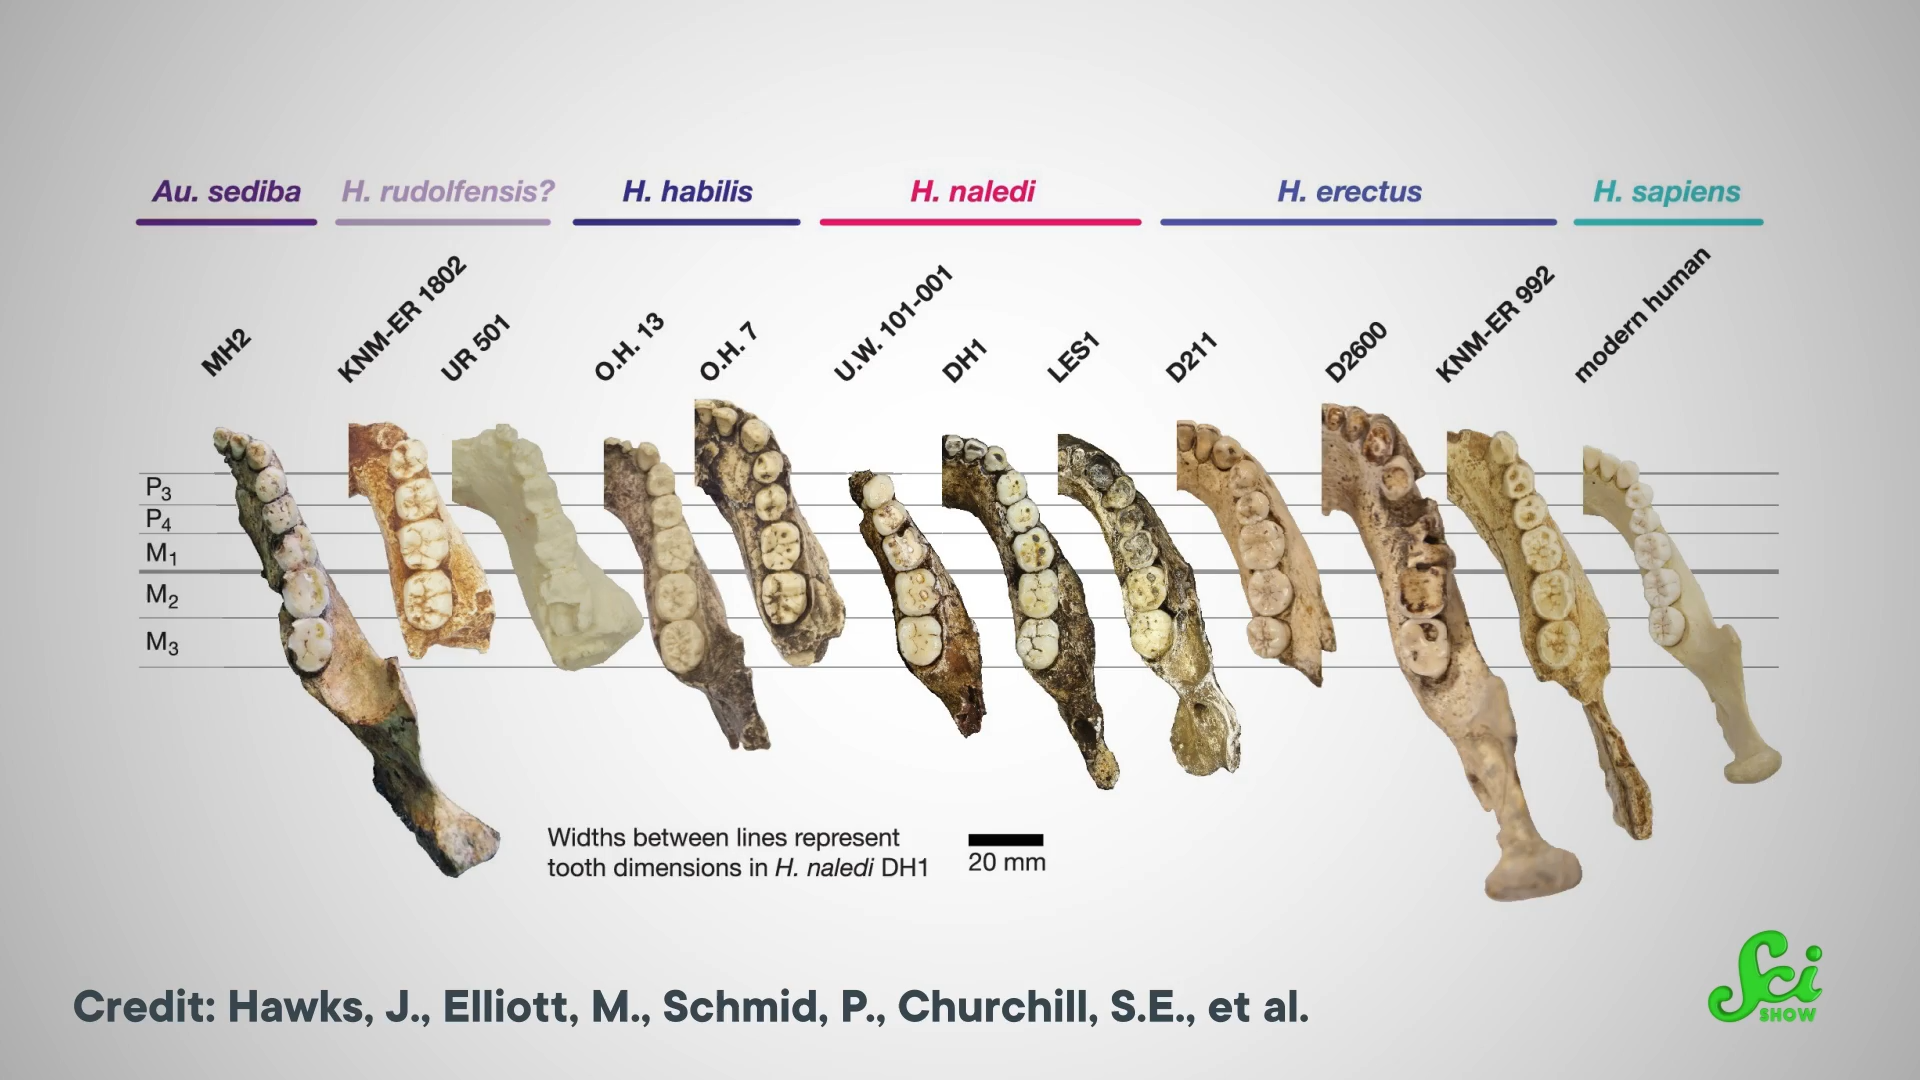 Au. sediba
H. rudolfensis?
H. habilis
H. naledi
H. erectus
H. sapiens
MH2
KNM-ER 1802
UR 501
O.H. 13
O.H. 7
U.W. 101-001
DH1
LES1
D211
D2600
KNM-ER 992
modern human
P3
P4
M1
M2
M3
Widths between lines represent
tooth dimensions in H. naledi DH1
20 mm
Credit: Hawks, J., Elliott, M., Schmid, P., Churchill, S.E., et al.
Sci
SHOW